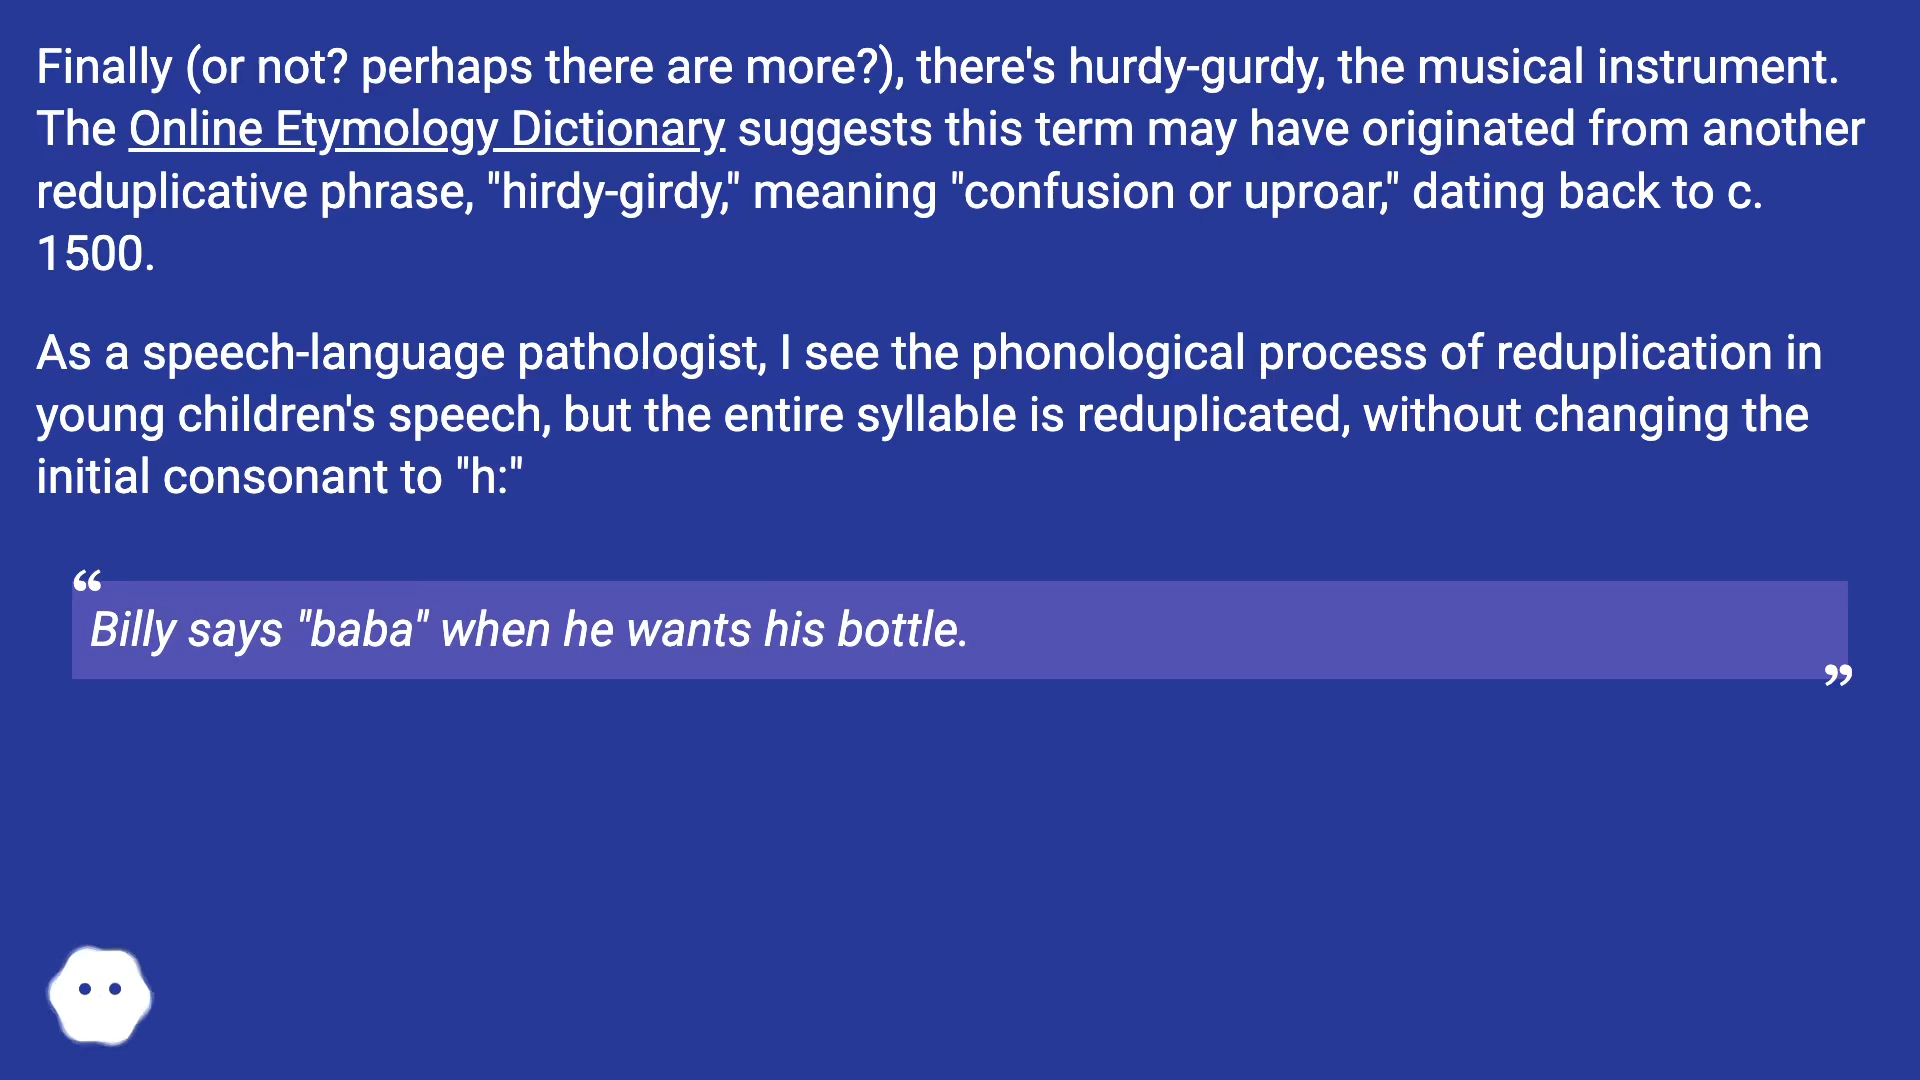 Finally (or not? perhaps there are more?), there's hurdy-gurdy, the musical instrument.
The Online Etymology Dictionary suggests this term may have originated from another
reduplicative phrase, "hirdy-girdy," meaning "confusion or uproar," dating back to c.
1500.
As a speech-language pathologist, I see the phonological process of reduplication in
young children's speech, but the entire syllable is reduplicated, without changing the
initial consonant to "h:"
“
Billy says "baba" when he wants his bottle.
”